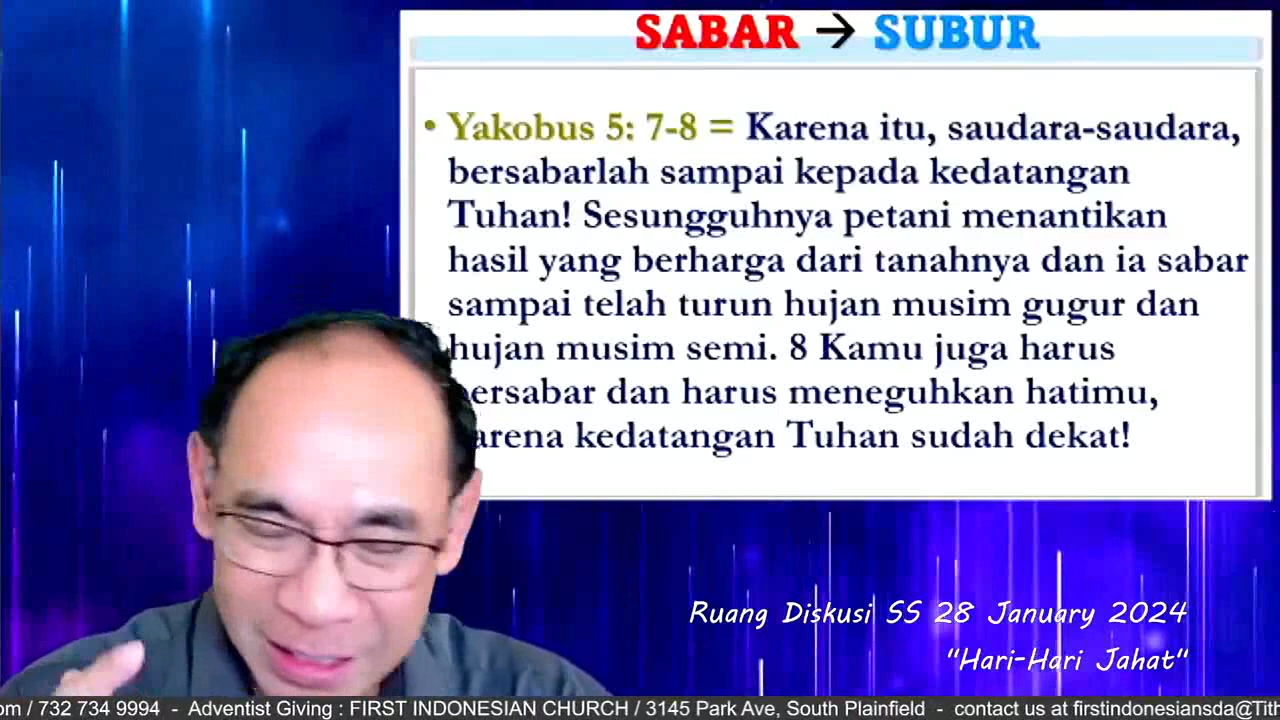 SABAR → SUBUR
• Yakobus 5: 7-8 = Karena itu, saudara-saudara,
bersabarlah sampai kepada kedatangan
Tuhan! Sesungguhnya petani menantikan
hasil yang berharga dari tanahnya dan ia sabar
sampai telah turun hujan musim gugur dan
hujan musim semi. 8 Kamu juga harus
ersabar dan harus meneguhkan hatimu,
arena kedatangan Tuhan sudah dekat!
Ruang Diskusi SS 28 January 2024
"Hari-Hari Jahat"
om / 732 734 9994 - Adventist Giving : FIRST INDONESIAN CHURCH / 3145 Park Ave, South Plainfield - contact us at firstindonesiansda@Tith